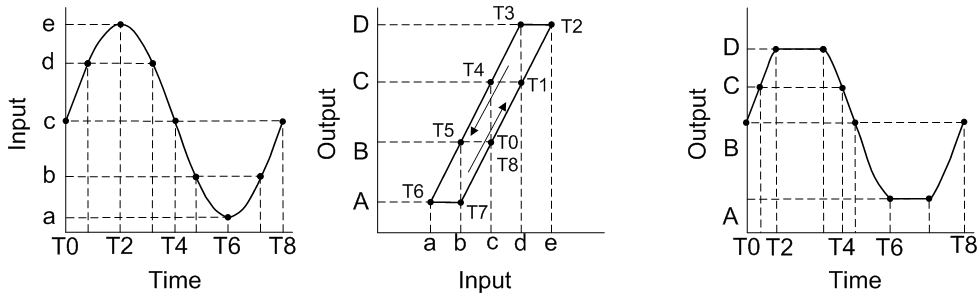 e
d
c
b
a
Input
T0 T2 T4 T6 T8
Time
D
C
B
A
Output
T3
T2
T4
T1
T5
T0
T8
T6
T7
a b c d e
Input
D
C
B
A
Output
T0 T2 T4 T6 T8
Time